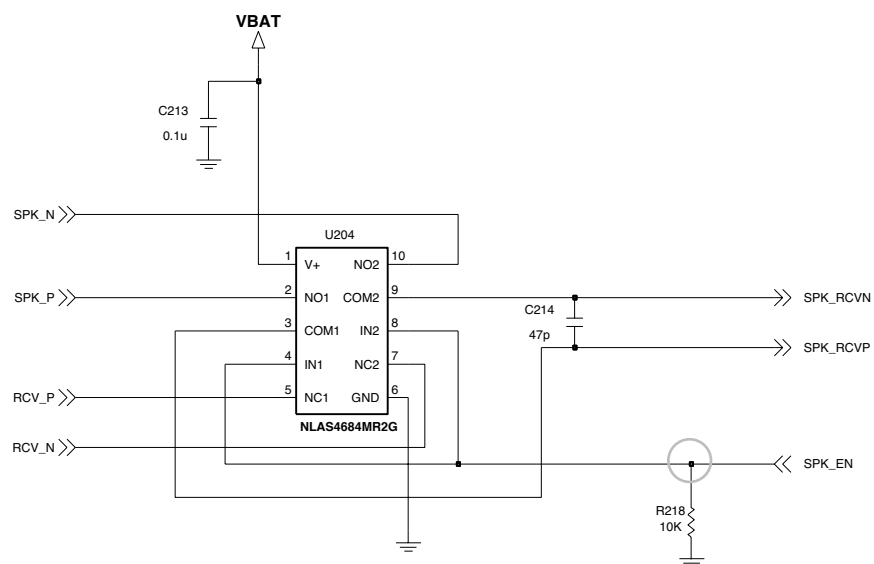 VBAT
C213
0.1u
SPK_N
U204
1 V+ NO2 10
SPK_P
2 NO1 COM2 9
SPK_RCVN
C214
47p
3 COM1 IN2 8
SPK_RCVP
4 IN1 NC2 7
RCV_P
5 NC1 GND 6
NLAS4684MR2G
RCV_N
SPK_EN
R218
10K